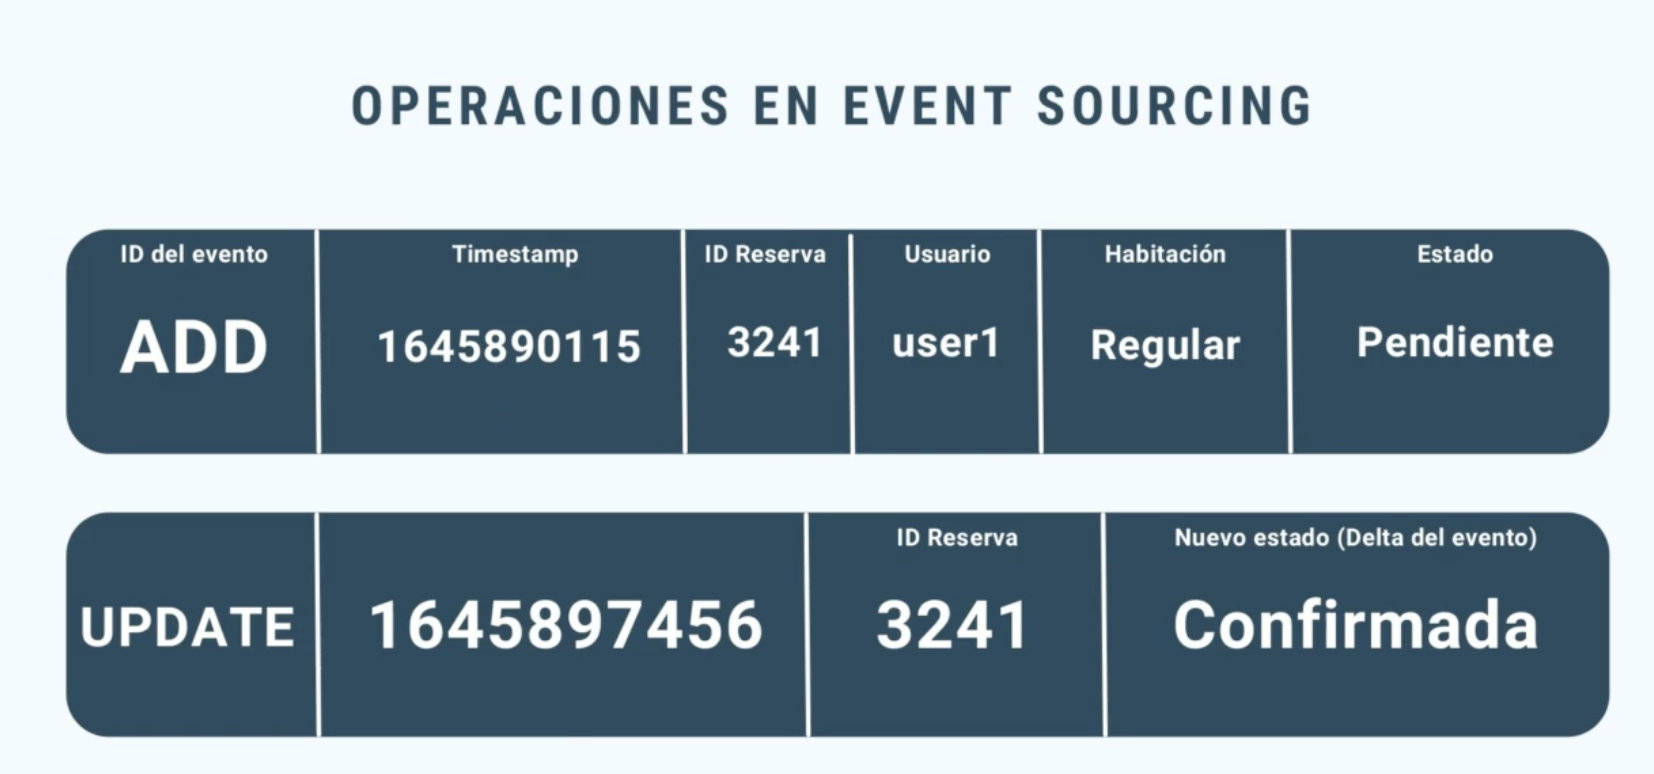 OPERACIONES EN EVENT SOURCING
ID del evento Timestamp ID Reserva Usuario Habitación Estado
ADD 1645890115 3241 user1 Regular Pendiente
ID Reserva Nuevo estado (Delta del evento)
UPDATE 1645897456 3241 Confirmada